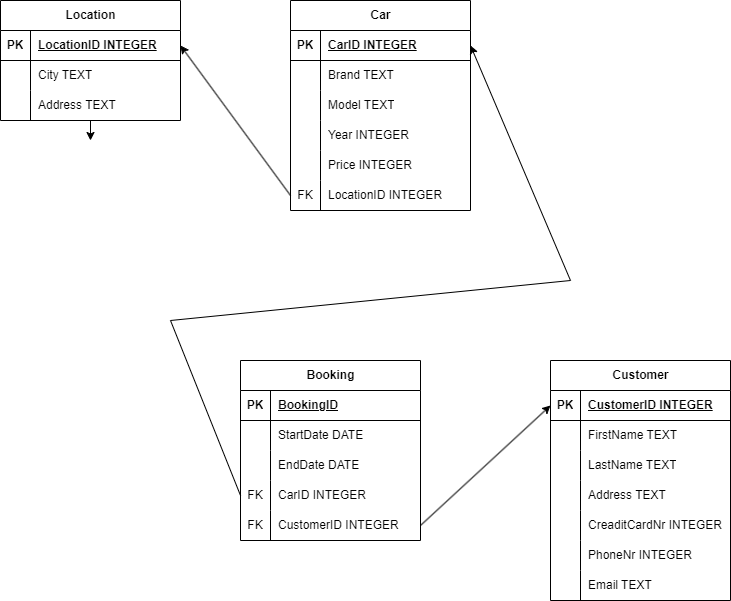 Location
PK LocationID INTEGER
City TEXT
Address TEXT
Car
PK CarID INTEGER
Brand TEXT
Model TEXT
Year INTEGER
Price INTEGER
FK LocationID INTEGER
Booking
PK BookingID
StartDate DATE
EndDate DATE
FK CarID INTEGER
FK CustomerID INTEGER
Customer
PK CustomerID INTEGER
FirstName TEXT
LastName TEXT
Address TEXT
CreaditCardNr INTEGER
PhoneNr INTEGER
Email TEXT